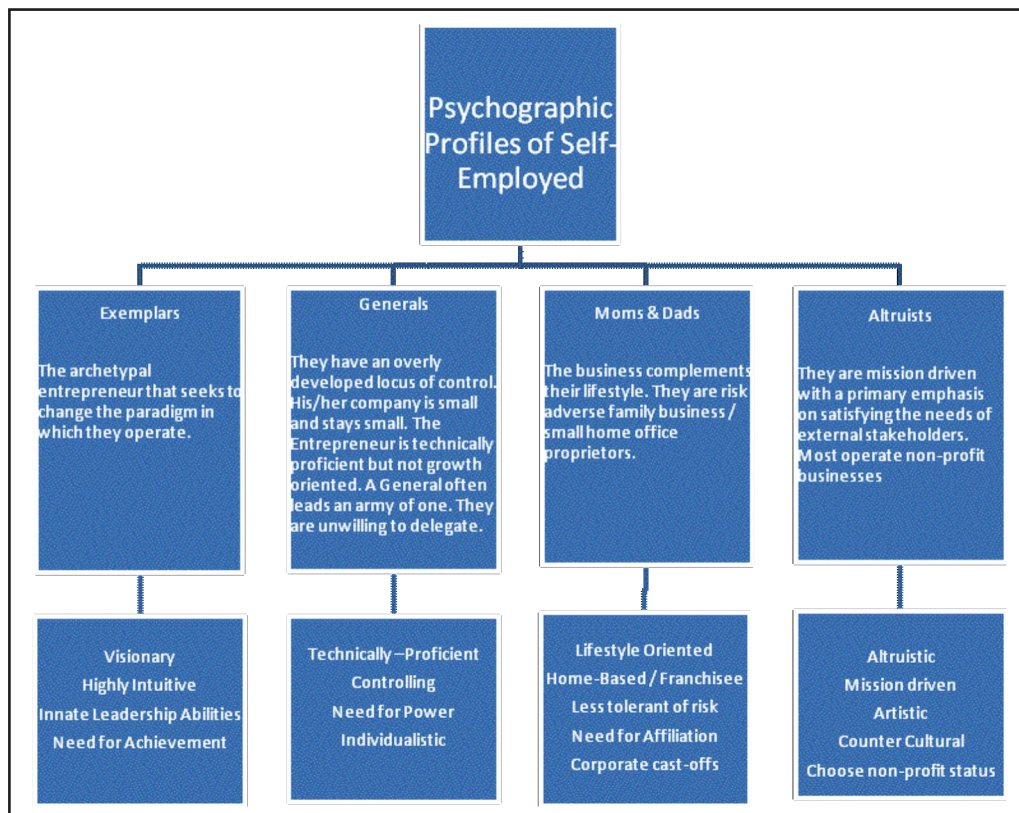 Psychographic
Profiles of Self-
Employed
Exemplars
The archetypal
entrepreneur that seeks to
change the paradigm in
which they operate.
Generals
They have an overly
developed locus of control.
His/her company is small
and stays small. The
Entrepreneur is technically
proficient but not growth
oriented. A General often
leads an army of one. They
are unwilling to delegate.
Moms & Dads
The business complements
their lifestyle. They are risk
adverse family business /
small home office
proprietors.
Altruists
They are mission driven
with a primary emphasis
on satisfying the needs of
external stakeholders.
Most operate non-profit
businesses
Visionary
Highly Intuitive
Innate Leadership Abilities
Need for Achievement
Technically –Proficient
Controlling
Need for Power
Individualistic
Lifestyle Oriented
Home-Based / Franchisee
Less tolerant of risk
Need for Affiliation
Corporate cast-offs
Altruistic
Mission driven
Artistic
Counter Cultural
Choose non-profit status